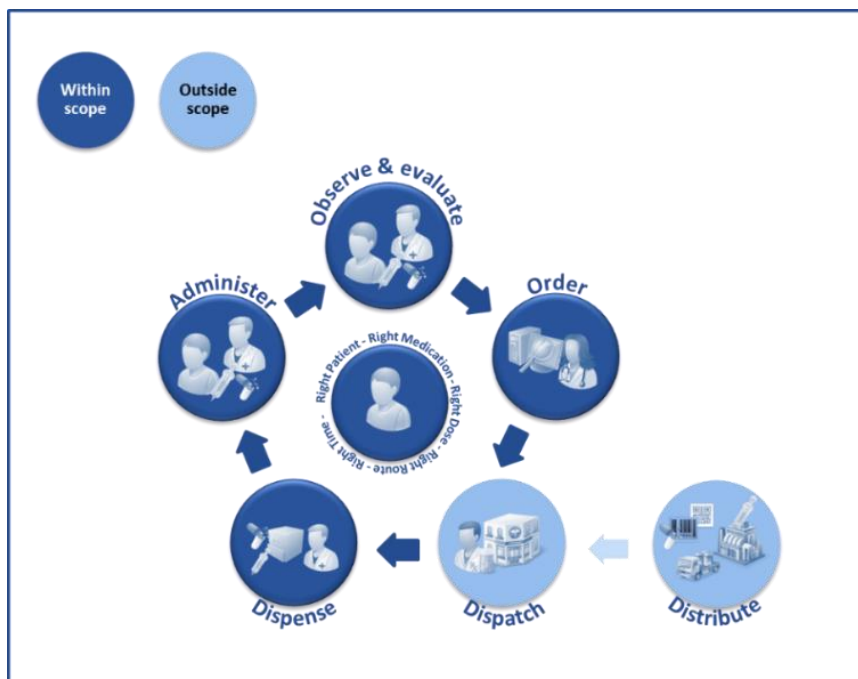 Within
scope
Outside
scope
Observe & evaluate
Administer
Order
Right Patient - Right Medication - Right Dose - Right Route - Right Time -
Dispense
Dispatch
Distribute